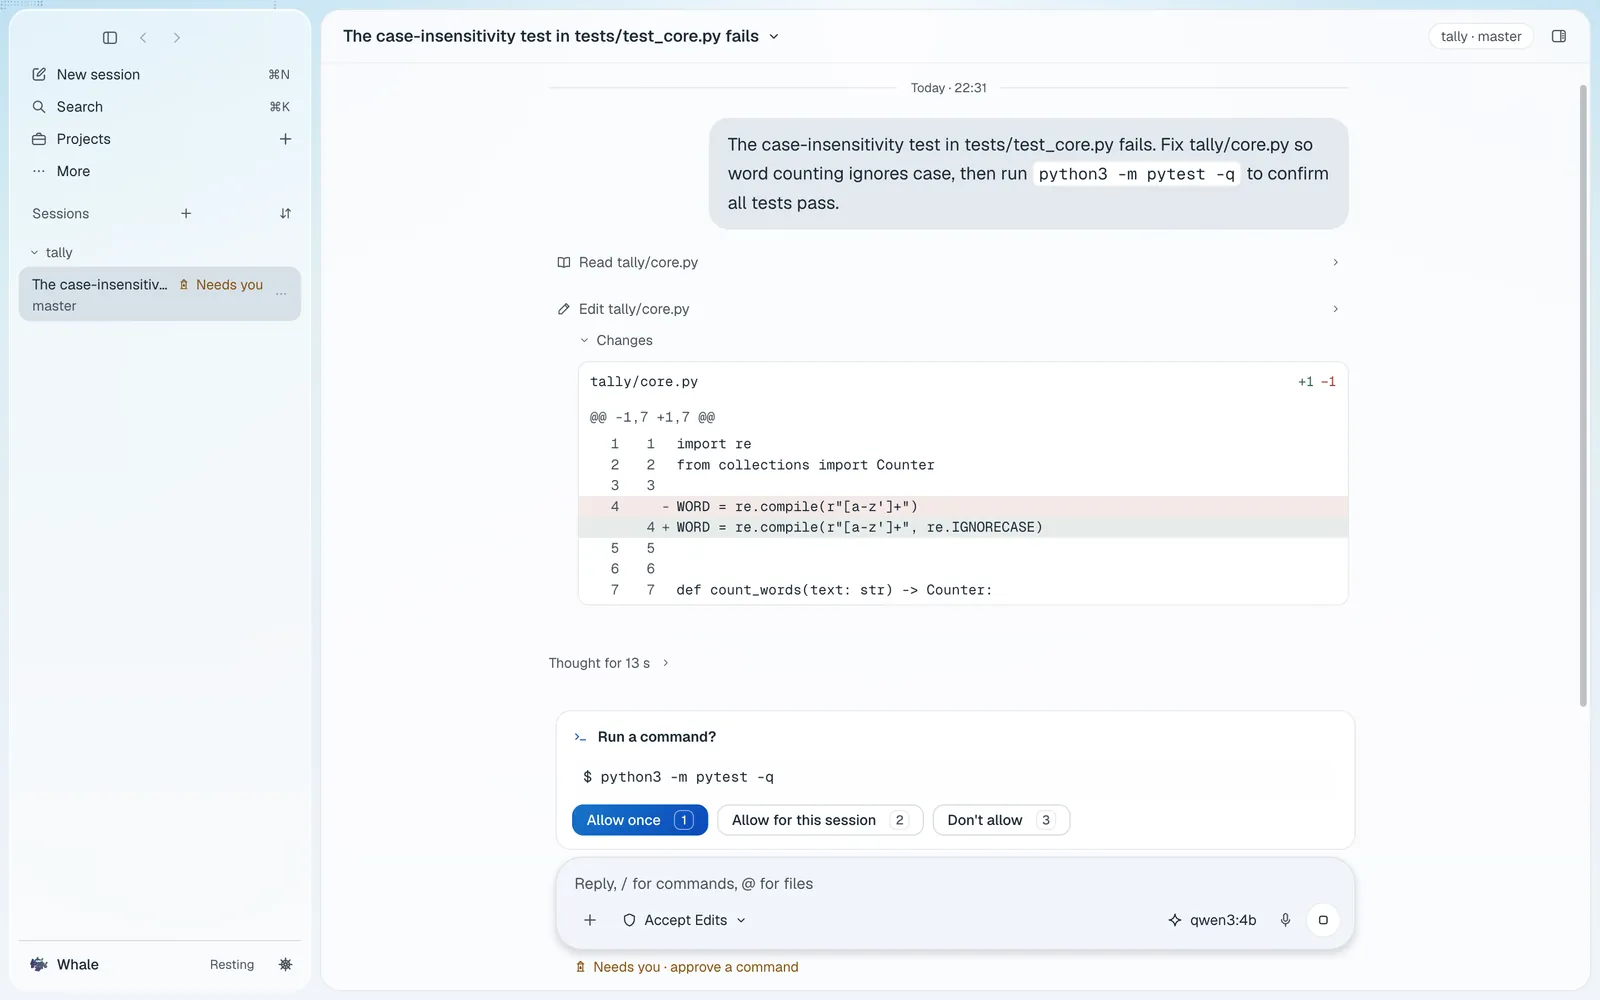 New session ⌘N
Search ⌘K
Projects
More
Sessions
tally
The case-insensitiv... Needs you
master
Whale Resting
The case-insensitivity test in tests/test_core.py fails
tally · master
Today · 22:31
The case-insensitivity test in tests/test_core.py fails. Fix tally/core.py so
word counting ignores case, then run python3 -m pytest -q to confirm
all tests pass.
Read tally/core.py
Edit tally/core.py
Changes
tally/core.py +1 −1
@@ -1,7 +1,7 @@
1 1 import re
2 2 from collections import Counter
3 3
4 - WORD = re.compile(r"[a-z']+")
4 + WORD = re.compile(r"[a-z']+", re.IGNORECASE)
5 5
6 6
7 7 def count_words(text: str) -> Counter:
Thought for 13 s
>_ Run a command?
$ python3 -m pytest -q
Allow once 1 Allow for this session 2 Don't allow 3
Reply, / for commands, @ for files
Accept Edits qwen3:4b
Needs you · approve a command